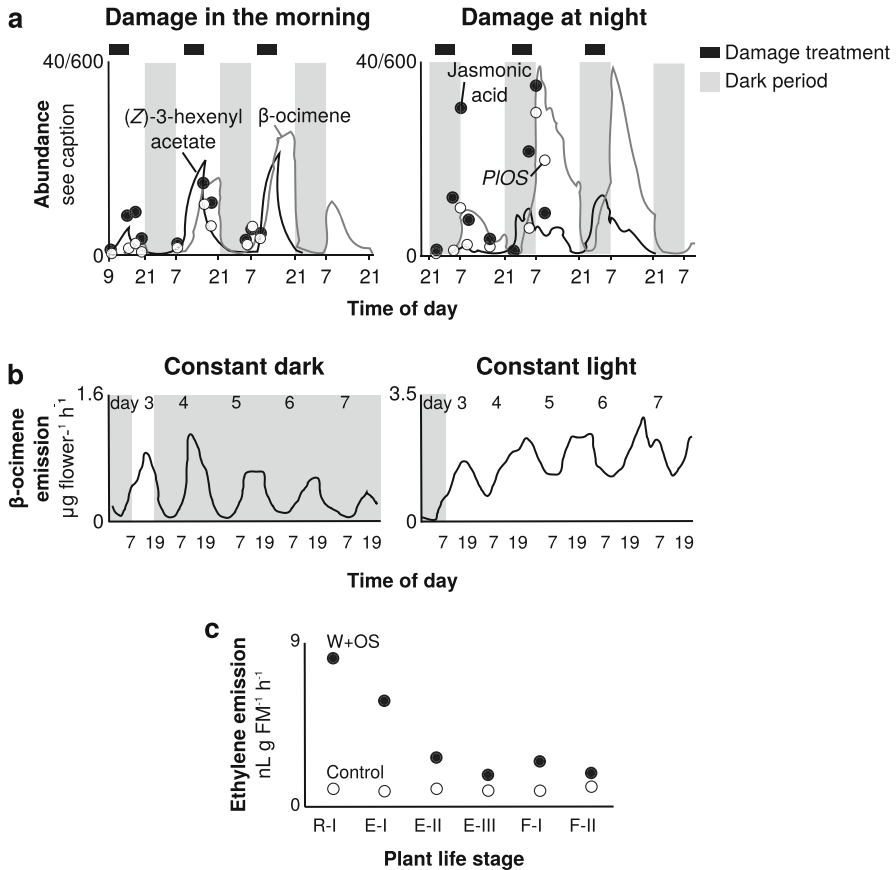 a
Damage in the morning
Damage at night
Damage treatment
Dark period
Abundance
see caption
40/600
0
(Z)-3-hexenyl
acetate
β-ocimene
9 21 7 21 7 21 7 21
40/600
0
Jasmonic
acid
PlOS
21 7 21 7 21 7 21 7
Time of day
b
Constant dark
Constant light
β-ocimene
emission
µg flower-¹ h-¹
1.6
0
day 3 4 5 6 7
7 19 7 19 7 19 7 19 7 19
3.5
0
day 3 4 5 6 7
7 19 7 19 7 19 7 19 7 19
Time of day
c
Ethylene emission
nL g FM-¹ h-¹
9
0
W+OS
Control
R-I E-I E-II E-III F-I F-II
Plant life stage